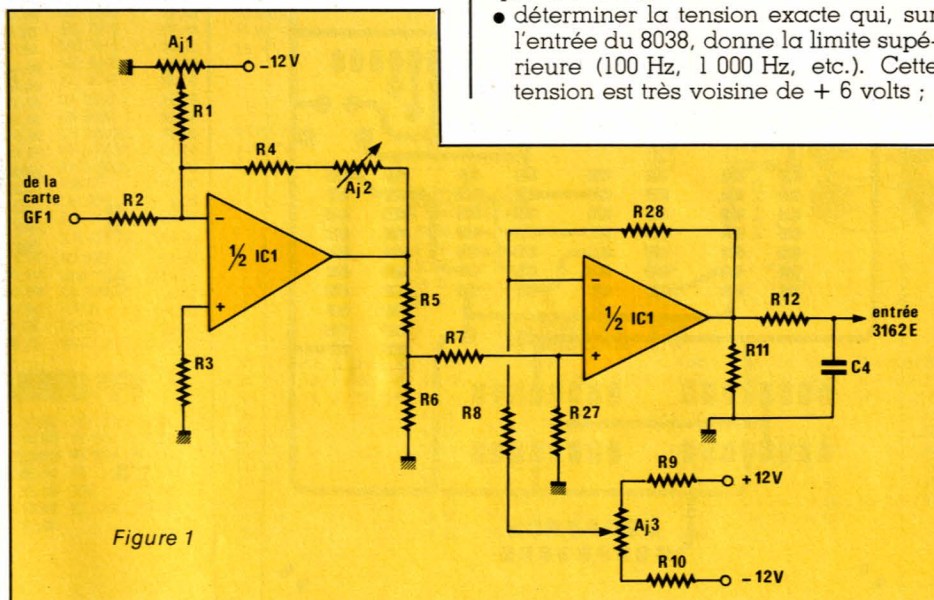 • déterminer la tension exacte qui, sur
l'entrée du 8038, donne la limite supé-
rieure (100 Hz, 1 000 Hz, etc.). Cette
tension est très voisine de + 6 volts ;
Aj1
-12V
R1
R4
Aj2
de la
carte
GF1
R2
−
½ IC1
+
R3
R5
R6
R7
R28
−
½ IC1
+
R8
R27
R12
entrée
3162E
R11
C4
R9
+12V
Aj3
R10
-12V
Figure 1